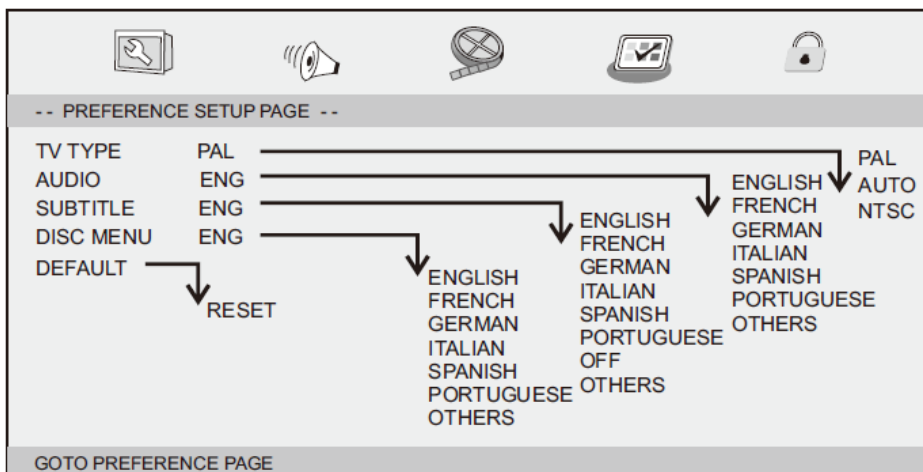 -- PREFERENCE SETUP PAGE --
TV TYPE PAL
AUDIO ENG
SUBTITLE ENG
DISC MENU ENG
DEFAULT
RESET
ENGLISH
FRENCH
GERMAN
ITALIAN
SPANISH
PORTUGUESE
OTHERS
ENGLISH
FRENCH
GERMAN
ITALIAN
SPANISH
PORTUGUESE
OFF
OTHERS
ENGLISH
FRENCH
GERMAN
ITALIAN
SPANISH
PORTUGUESE
OTHERS
PAL
AUTO
NTSC
GOTO PREFERENCE PAGE